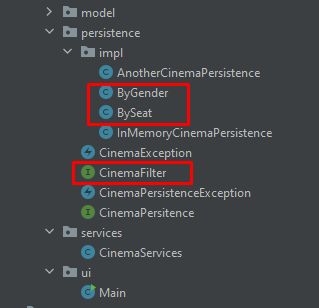 model
persistence
impl
AnotherCinemaPersistence
ByGender
BySeat
InMemoryCinemaPersistence
CinemaException
CinemaFilter
CinemaPersistenceException
CinemaPersitence
services
CinemaServices
ui
Main